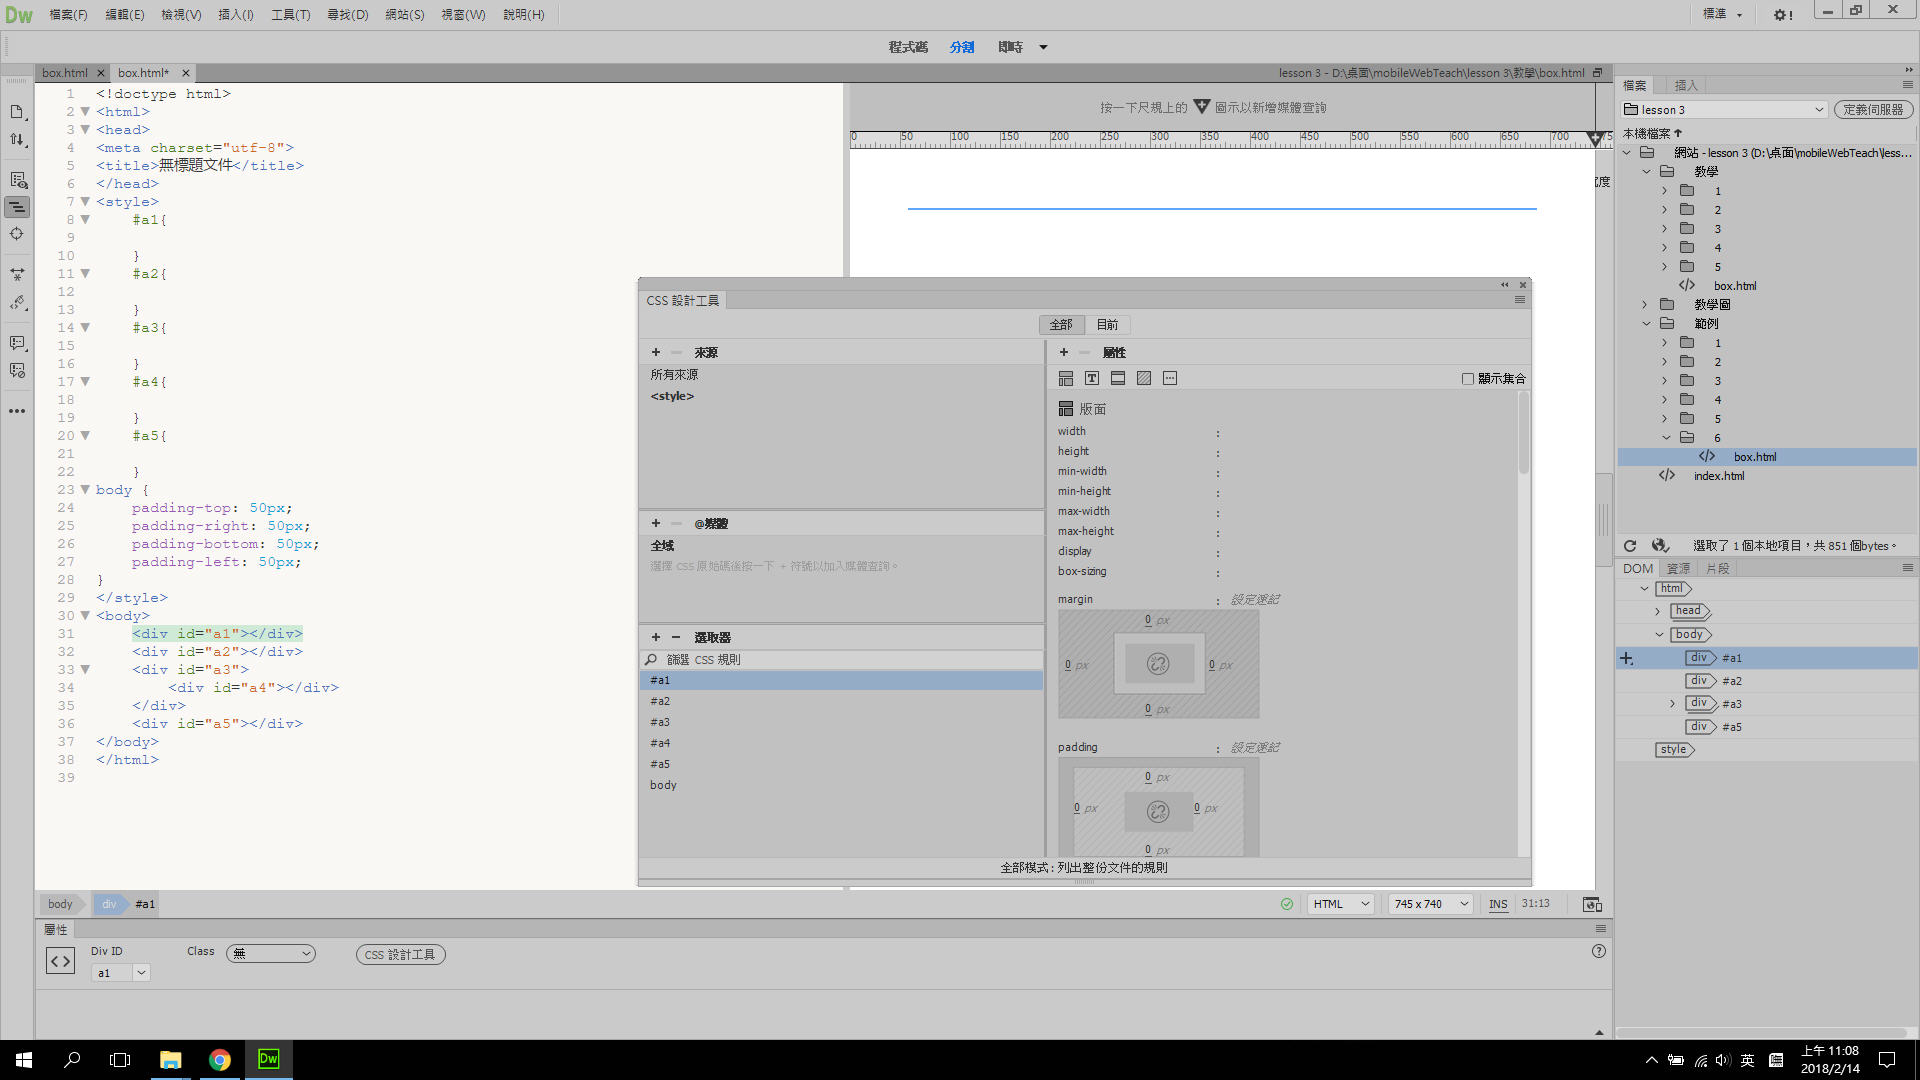 Dw 檔案(F) 編輯(E) 檢視(V) 插入(I) 工具(T) 尋找(D) 網站(S) 視窗(W) 說明(H) 標準
程式碼 分割 即時
box.html box.html* lesson 3 - D:\桌面\mobileWebTeach\lesson 3\教學\box.html
1 <!doctype html>
2 <html>
3 <head>
4 <meta charset="utf-8">
5 <title>無標題文件</title>
6 </head>
7 <style>
8 #a1{
9
10 }
11 #a2{
12
13 }
14 #a3{
15
16 }
17 #a4{
18
19 }
20 #a5{
21
22 }
23 body {
24 padding-top: 50px;
25 padding-right: 50px;
26 padding-bottom: 50px;
27 padding-left: 50px;
28 }
29 </style>
30 <body>
31 <div id="a1"></div>
32 <div id="a2"></div>
33 <div id="a3">
34 <div id="a4"></div>
35 </div>
36 <div id="a5"></div>
37 </body>
38 </html>
39
按一下尺規上的 圖示以新增媒體查詢
0 50 100 150 200 250 300 350 400 450 500 550 600 650 700 75
度
CSS 設計工具
全部 目前
+ − 來源
所有來源
<style>
+ − @媒體
全域
選擇 CSS 原始碼後按一下 + 符號以加入媒體查詢。
+ − 選取器
篩選 CSS 規則
#a1
#a2
#a3
#a4
#a5
body
+ − 屬性
T 顯示集合
版面
width :
height :
min-width :
min-height :
max-width :
max-height :
display :
box-sizing :
margin : 設定速記
0 px
0 px 0 px
0 px
padding : 設定速記
0 px
0 px 0 px
0 px
全部模式 : 列出整份文件的規則
body div #a1 HTML 745 x 740 INS 31:13
屬性
Div ID Class 無 CSS 設計工具
a1
檔案 插入
lesson 3 定義伺服器
本機檔案
網站 - lesson 3 (D:\桌面\mobileWebTeach\less...
教學
1
2
3
4
5
box.html
教學圖
範例
1
2
3
4
5
6
box.html
index.html
選取了 1 個本地項目，共 851 個bytes。
DOM 資源 片段
html
head
body
div #a1
div #a2
div #a3
div #a5
style
Dw
英
上午 11:08
2018/2/14